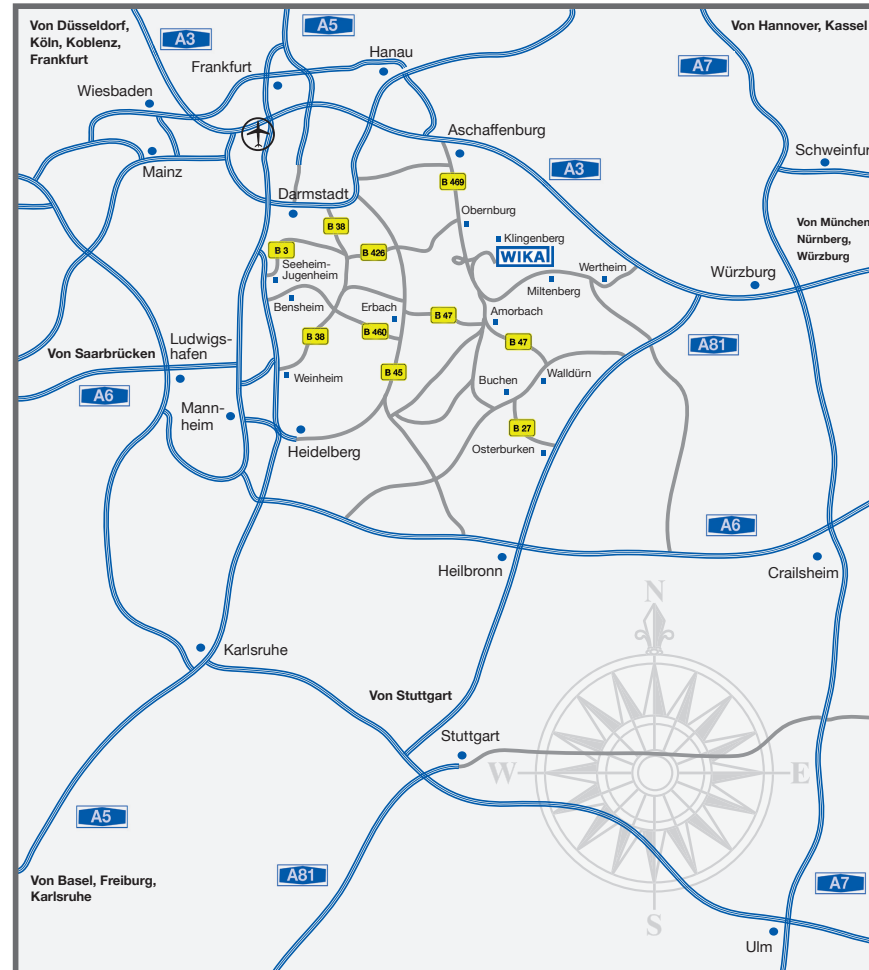 Von Düsseldorf,
Köln, Koblenz,
Frankfurt
A3
A5
Von Hannover, Kassel
A7
Hanau
Frankfurt
Wiesbaden
Aschaffenburg
Mainz
Schweinfur
A3
B 469
Darmstadt
Obernburg
B 38
Von München
Nürnberg,
Würzburg
Klingenberg
WIKA
B 3
B 426
Seeheim-
Jugenheim
Wertheim
Würzburg
Miltenberg
Bensheim
Erbach
B 47
Amorbach
B 460
B 38
B 47
A81
Ludwigs-
hafen
Von Saarbrücken
B 45
Weinheim
Buchen
Walldürn
A6
Mann-
heim
B 27
Heidelberg
Osterburken
A6
Heilbronn
Crailsheim
N
Karlsruhe
Von Stuttgart
Stuttgart
W
E
A5
A81
A7
Von Basel, Freiburg,
Karlsruhe
S
Ulm